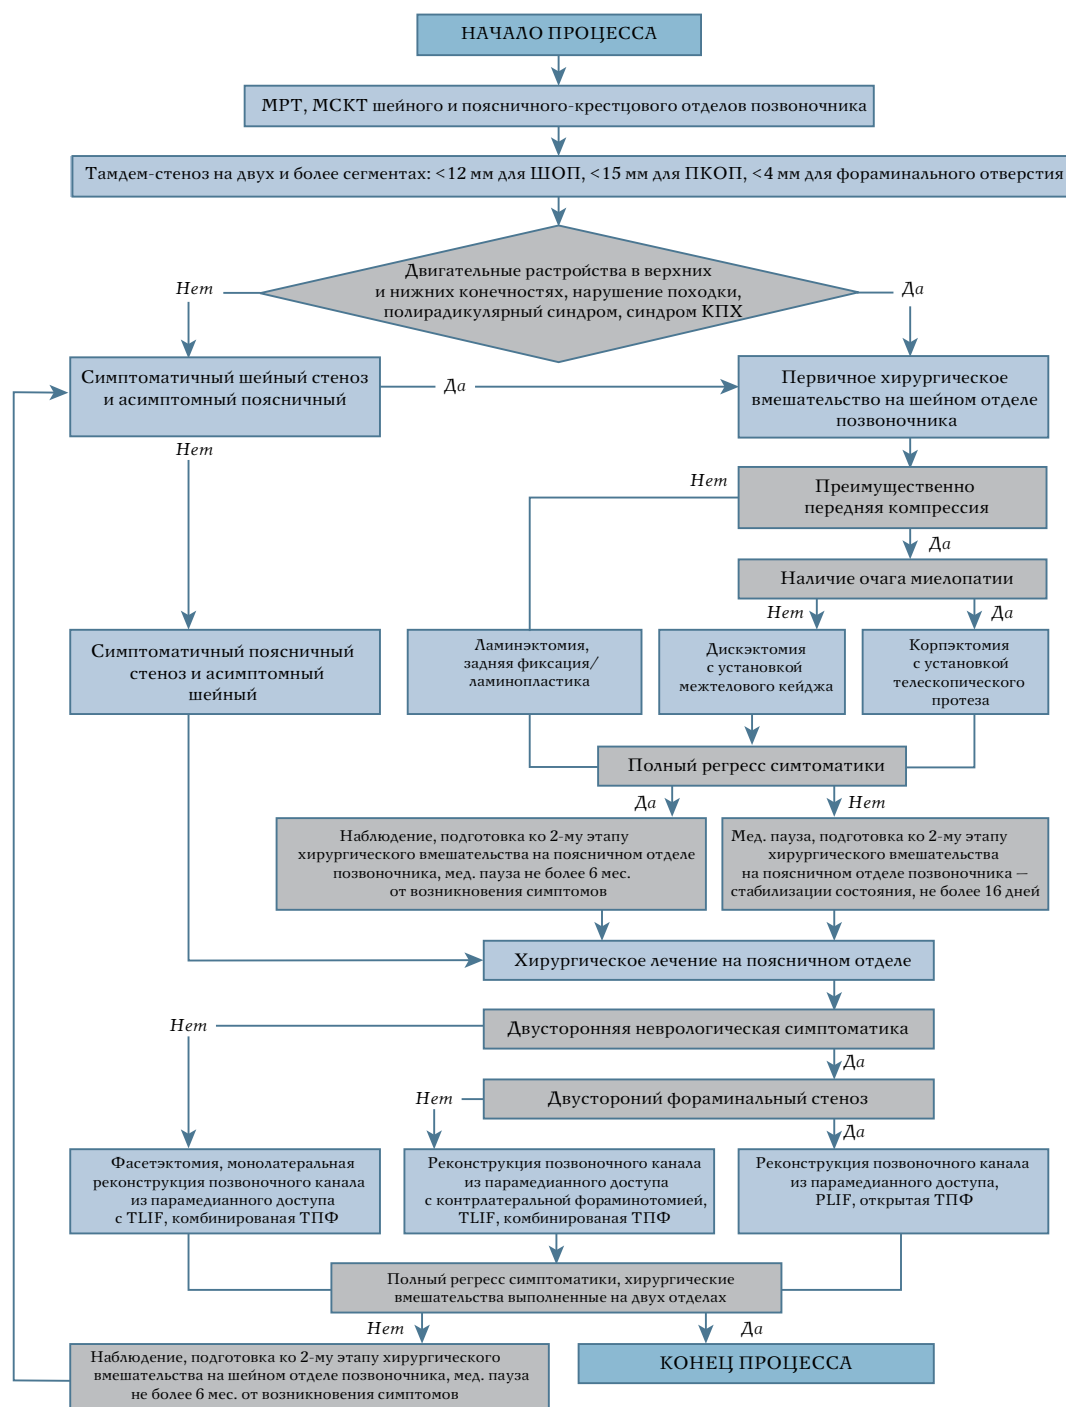 НАЧАЛО ПРОЦЕССА
МРТ, МСКТ шейного и поясничного-крестцового отделов позвоночника
Тамдем-стеноз на двух и более сегментах: <12 мм для ШОП, <15 мм для ПКОП, <4 мм для фораминального отверстия
Двигательные растройства в верхних
и нижних конечностях, нарушение походки,
полирадикулярный синдром, синдром КПХ
Нет
Да
Симптоматичный шейный стеноз
и асимптомный поясничный
Да
Первичное хирургическое
вмешательство на шейном отделе
позвоночника
Нет
Нет
Преимущественно
передняя компрессия
Да
Наличие очага миелопатии
Нет
Да
Симптоматичный поясничный
стеноз и асимптомный
шейный
Ламинэктомия,
задняя фиксация/
ламинопластика
Дискэктомия
с установкой
межтелового кейджа
Корпэктомия
с установкой
телескопического
протеза
Полный регресс симтоматики
Да
Нет
Наблюдение, подготовка ко 2-му этапу
хирургического вмешательства на поясничном отделе
позвоночника, мед. пауза не более 6 мес.
от возникновения симптомов
Мед. пауза, подготовка ко 2-му этапу
хирургического вмешательства
на поясничном отделе позвоночника —
стабилизации состояния, не более 16 дней
Хирургическое лечение на поясничном отделе
Нет
Двусторонняя неврологическая симптоматика
Да
Нет
Двустороний фораминальный стеноз
Да
Фасетэктомия, монолатеральная
реконструкция позвоночного канала
из парамедианного доступа
с TLIF, комбинированая ТПФ
Реконструкция позвоночного канала
из парамедианного доступа
с контрлатеральной фораминотомией,
TLIF, комбинированая ТПФ
Реконструкция позвоночного канала
из парамедианного доступа,
PLIF, открытая ТПФ
Полный регресс симптоматики, хирургические
вмешательства выполненные на двух отделах
Нет
Да
Наблюдение, подготовка ко 2-му этапу хирургического
вмешательства на шейном отделе позвоночника, мед. пауза
не более 6 мес. от возникновения симптомов
КОНЕЦ ПРОЦЕССА